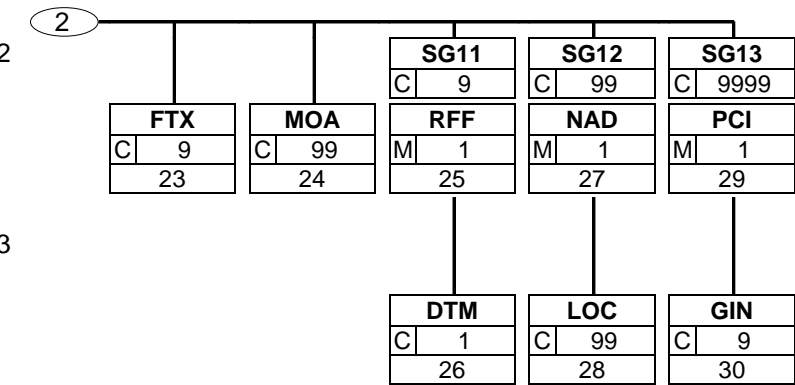 2
2
SG11 SG12 SG13
C 9 C 99 C 9999
FTX MOA RFF NAD PCI
C 9 C 99 M 1 M 1 M 1
23 24 25 27 29
3
DTM LOC GIN
C 1 C 99 C 9
26 28 30